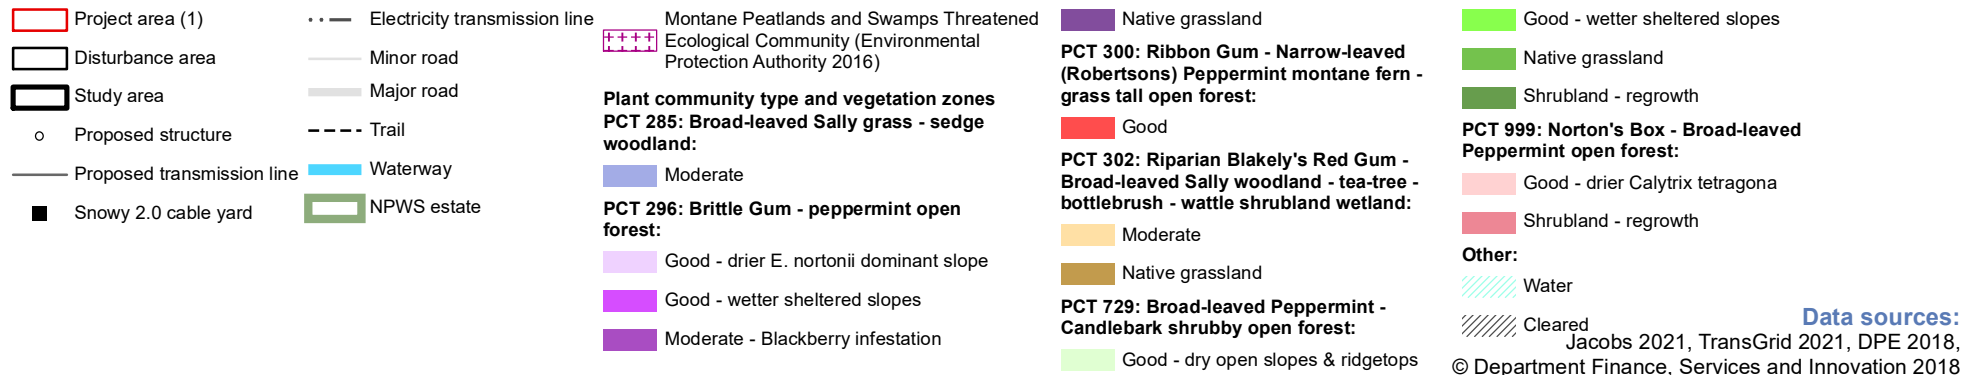 Project area (1)
Disturbance area
Study area
Proposed structure
Proposed transmission line
Snowy 2.0 cable yard
Electricity transmission line
Minor road
Major road
Trail
Waterway
NPWS estate
Montane Peatlands and Swamps Threatened
Ecological Community (Environmental
Protection Authority 2016)
Plant community type and vegetation zones
PCT 285: Broad-leaved Sally grass - sedge
woodland:
Moderate
PCT 296: Brittle Gum - peppermint open
forest:
Good - drier E. nortonii dominant slope
Good - wetter sheltered slopes
Moderate - Blackberry infestation
Native grassland
PCT 300: Ribbon Gum - Narrow-leaved
(Robertsons) Peppermint montane fern -
grass tall open forest:
Good
PCT 302: Riparian Blakely's Red Gum -
Broad-leaved Sally woodland - tea-tree -
bottlebrush - wattle shrubland wetland:
Moderate
Native grassland
PCT 729: Broad-leaved Peppermint -
Candlebark shrubby open forest:
Good - dry open slopes & ridgetops
Good - wetter sheltered slopes
Native grassland
Shrubland - regrowth
PCT 999: Norton's Box - Broad-leaved
Peppermint open forest:
Good - drier Calytrix tetragona
Shrubland - regrowth
Other:
Water
Cleared
Data sources:
Jacobs 2021, TransGrid 2021, DPE 2018,
© Department Finance, Services and Innovation 2018